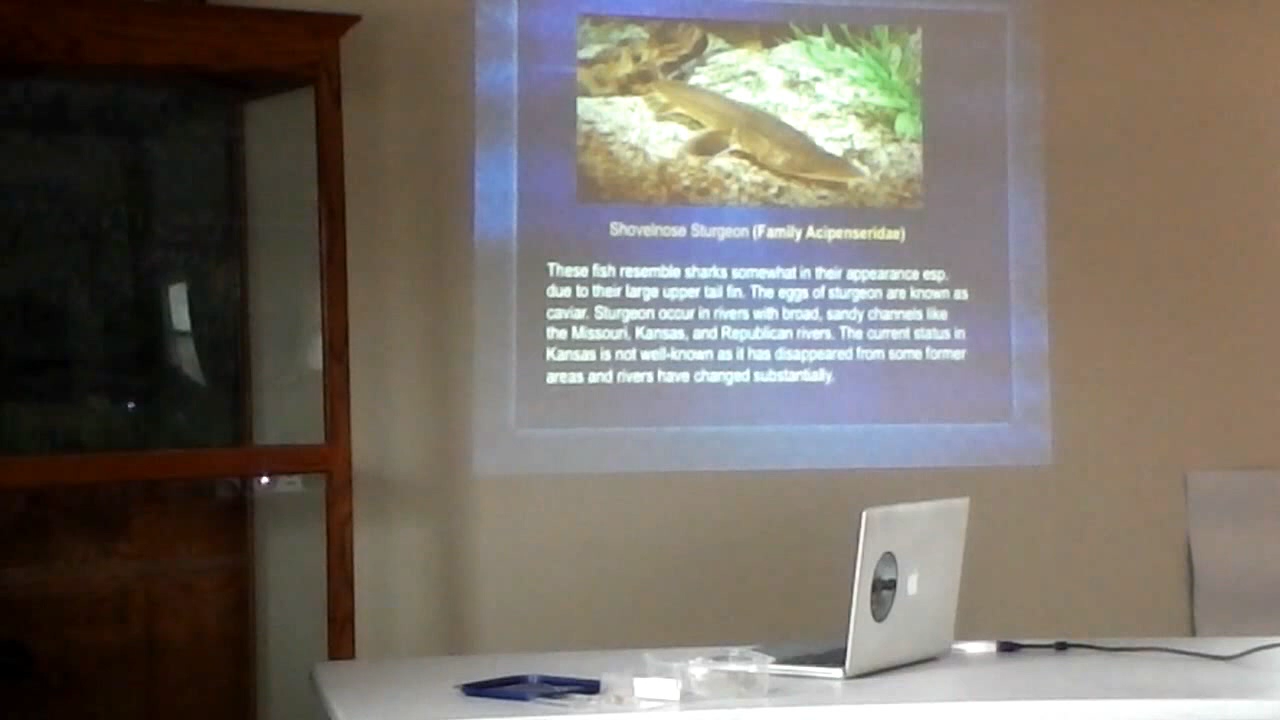 Shovelnose Sturgeon (Family Acipenseridae)
These fish resemble sharks somewhat in their appearance esp.
due to their large upper tail fin. The eggs of sturgeon are known as
caviar. Sturgeon occur in rivers with broad, sandy channels like
the Missouri, Kansas, and Republican rivers. The current status in
Kansas is not well-known as it has disappeared from some former
areas and rivers have changed substantially.